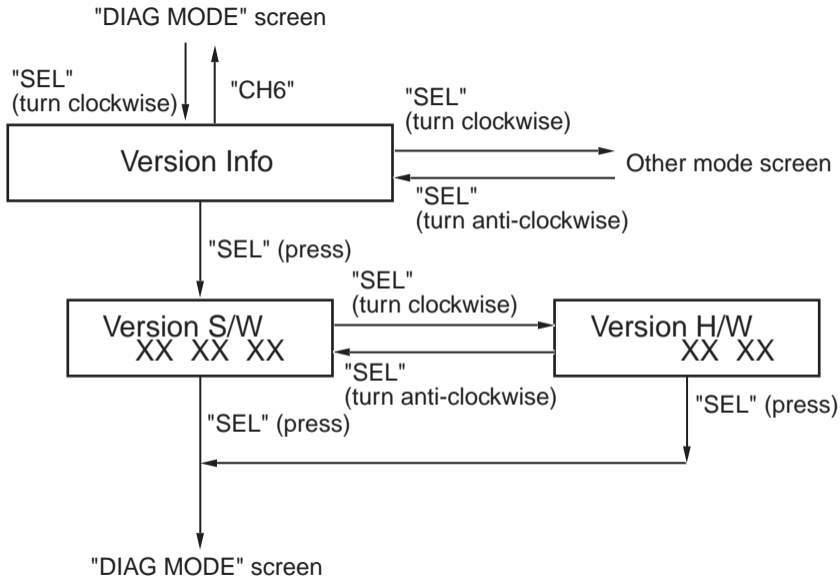 "DIAG MODE" screen
"SEL"
(turn clockwise)
"CH6"
"SEL"
(turn clockwise)
Version Info
Other mode screen
"SEL"
(turn anti-clockwise)
"SEL" (press)
"SEL"
(turn clockwise)
Version S/W
XX XX XX
Version H/W
XX XX
"SEL"
(turn anti-clockwise)
"SEL" (press)
"SEL" (press)
"DIAG MODE" screen